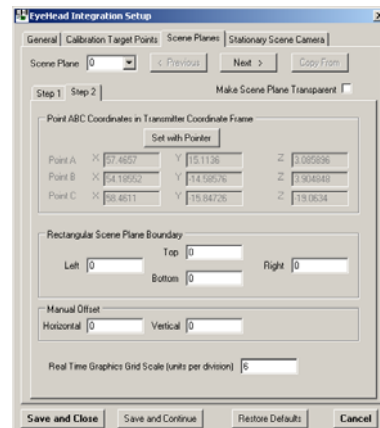 EyeHead Integration Setup
General Calibration Target Points Scene Planes Stationary Scene Camera
Scene Plane 0 < Previous Next > Copy From
Step 1 Step 2 Make Scene Plane Transparent
Point ABC Coordinates in Transmitter Coordinate Frame
Set with Pointer
Point A X 57.4657 Y 15.1136 Z 3.085896
Point B X 54.18552 Y -14.58576 Z 3.904848
Point C X 58.4611 Y -15.84726 Z -19.0634
Rectangular Scene Plane Boundary
Top 0
Left 0 Right 0
Bottom 0
Manual Offset
Horizontal 0 Vertical 0
Real Time Graphics Grid Scale (units per division) 6
Save and Close Save and Continue Restore Defaults Cancel